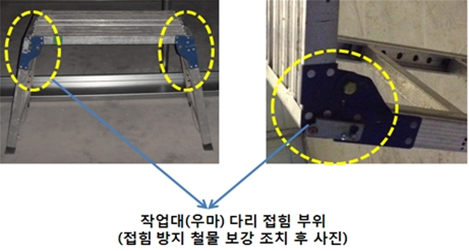 작업대(우마) 다리 접힘 부위
(접힘 방지 철물 보강 조치 후 사진)